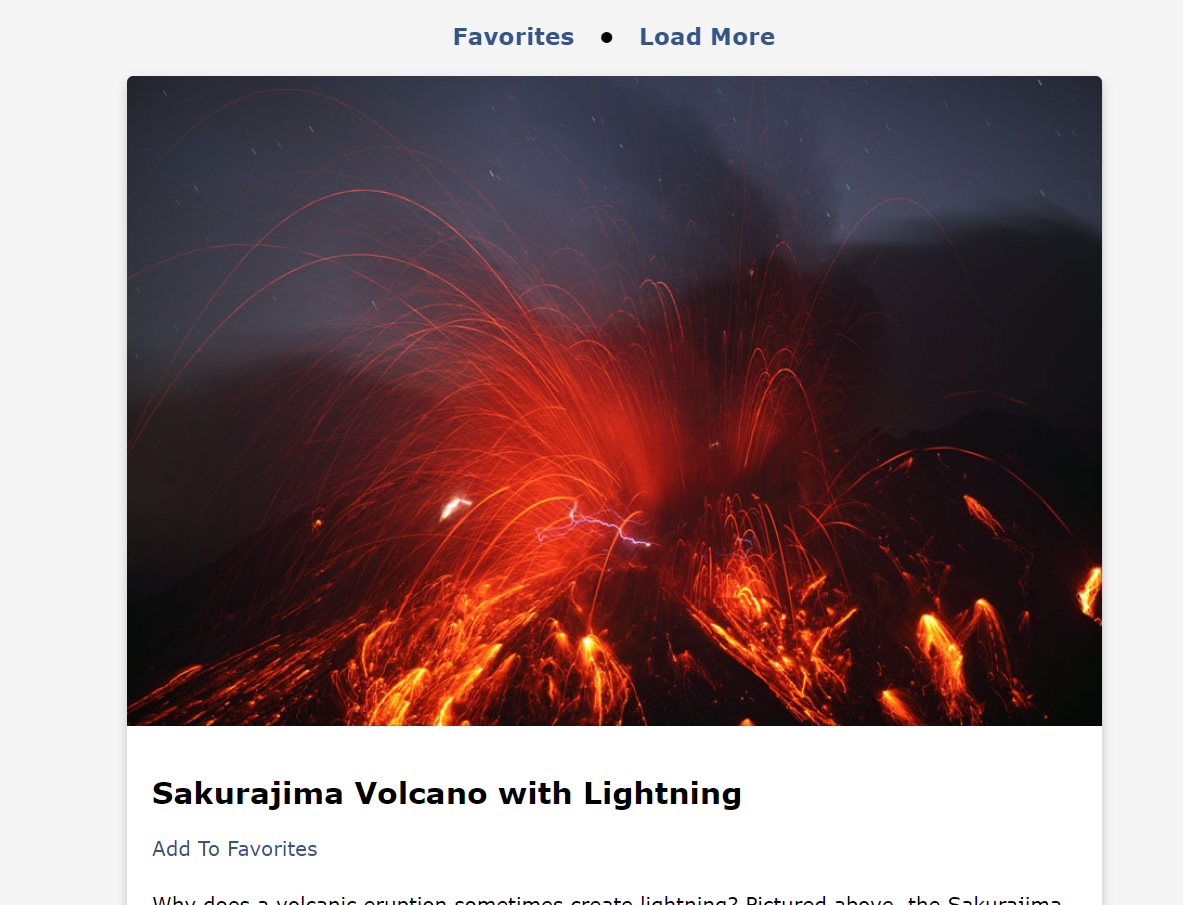 Favorites ● Load More
Sakurajima Volcano with Lightning
Add To Favorites
Why does a volcanic eruption sometimes create lightning? Pictured above, the Sakurajima